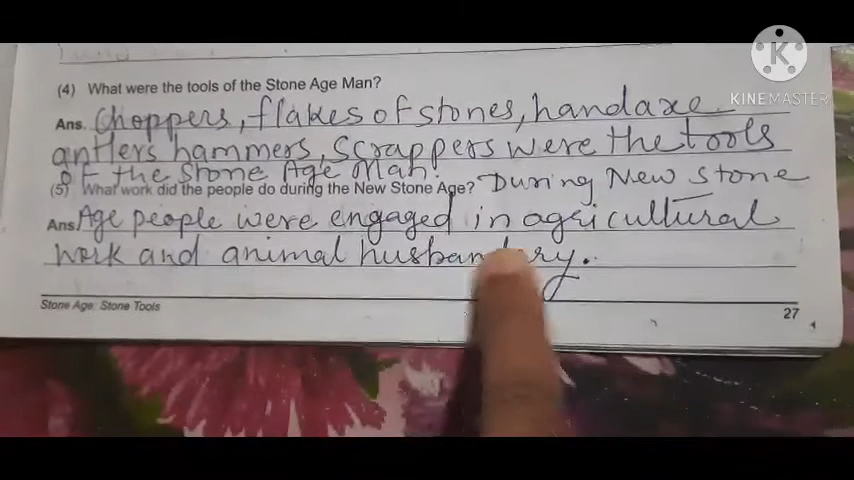 KINEMASTER
(4) What were the tools of the Stone Age Man?
Ans. Choppers, flakes of stones, handaxe
antlers hammers, scrappers were the tools
of the Stone Age Man.
(5) What work did the people do during the New Stone Age? During New Stone
Ans. Age people were engaged in agricultural
work and animal husbandry.
Stone Age: Stone Tools
27